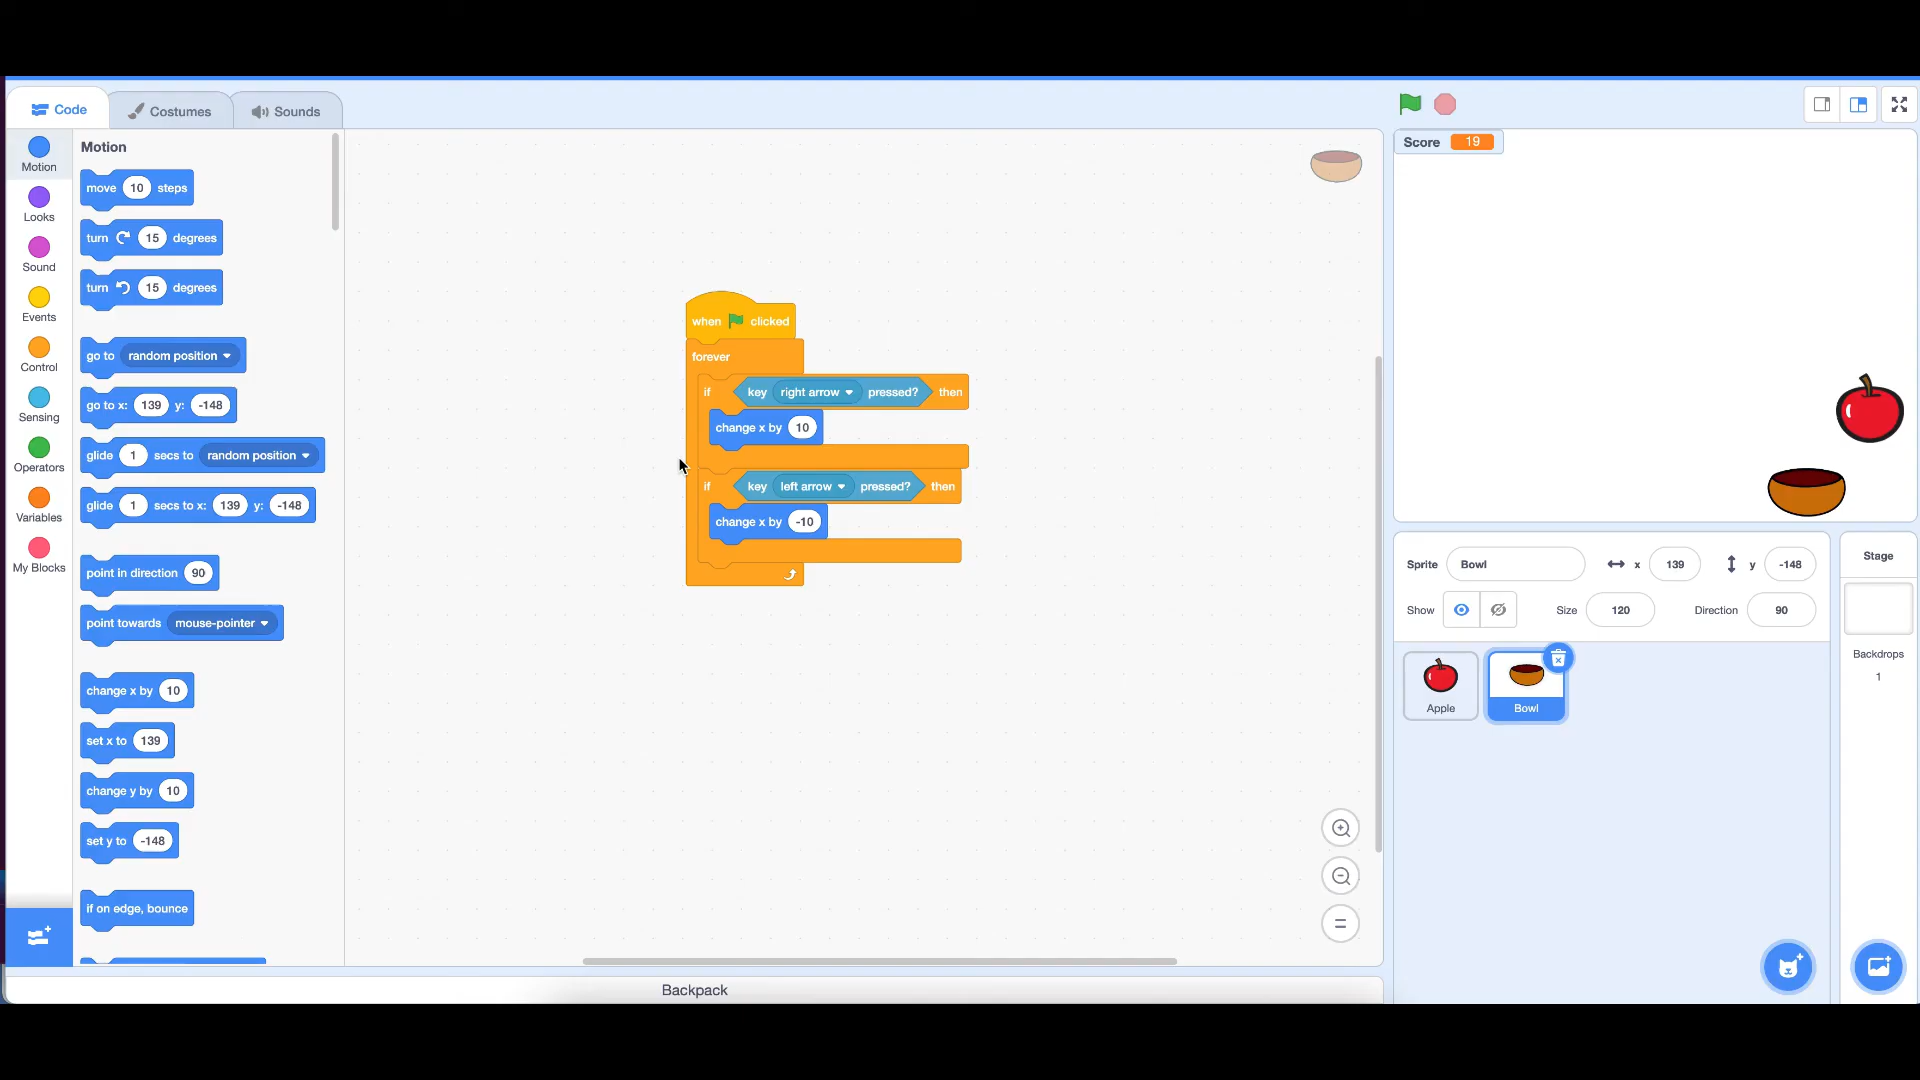 Code
Costumes
Sounds
Motion
Looks
Sound
Events
Control
Sensing
Operators
Variables
My Blocks
Motion
move 10 steps
turn 15 degrees
turn 15 degrees
go to random position
go to x: 139 y: -148
glide 1 secs to random position
glide 1 secs to x: 139 y: -148
point in direction 90
point towards mouse-pointer
change x by 10
set x to 139
change y by 10
set y to -148
if on edge, bounce
when clicked
forever
if key right arrow pressed? then
change x by 10
if key left arrow pressed? then
change x by -10
Backpack
Score 19
Sprite Bowl x 139 y -148
Show Size 120 Direction 90
Apple
Bowl
Stage
Backdrops
1